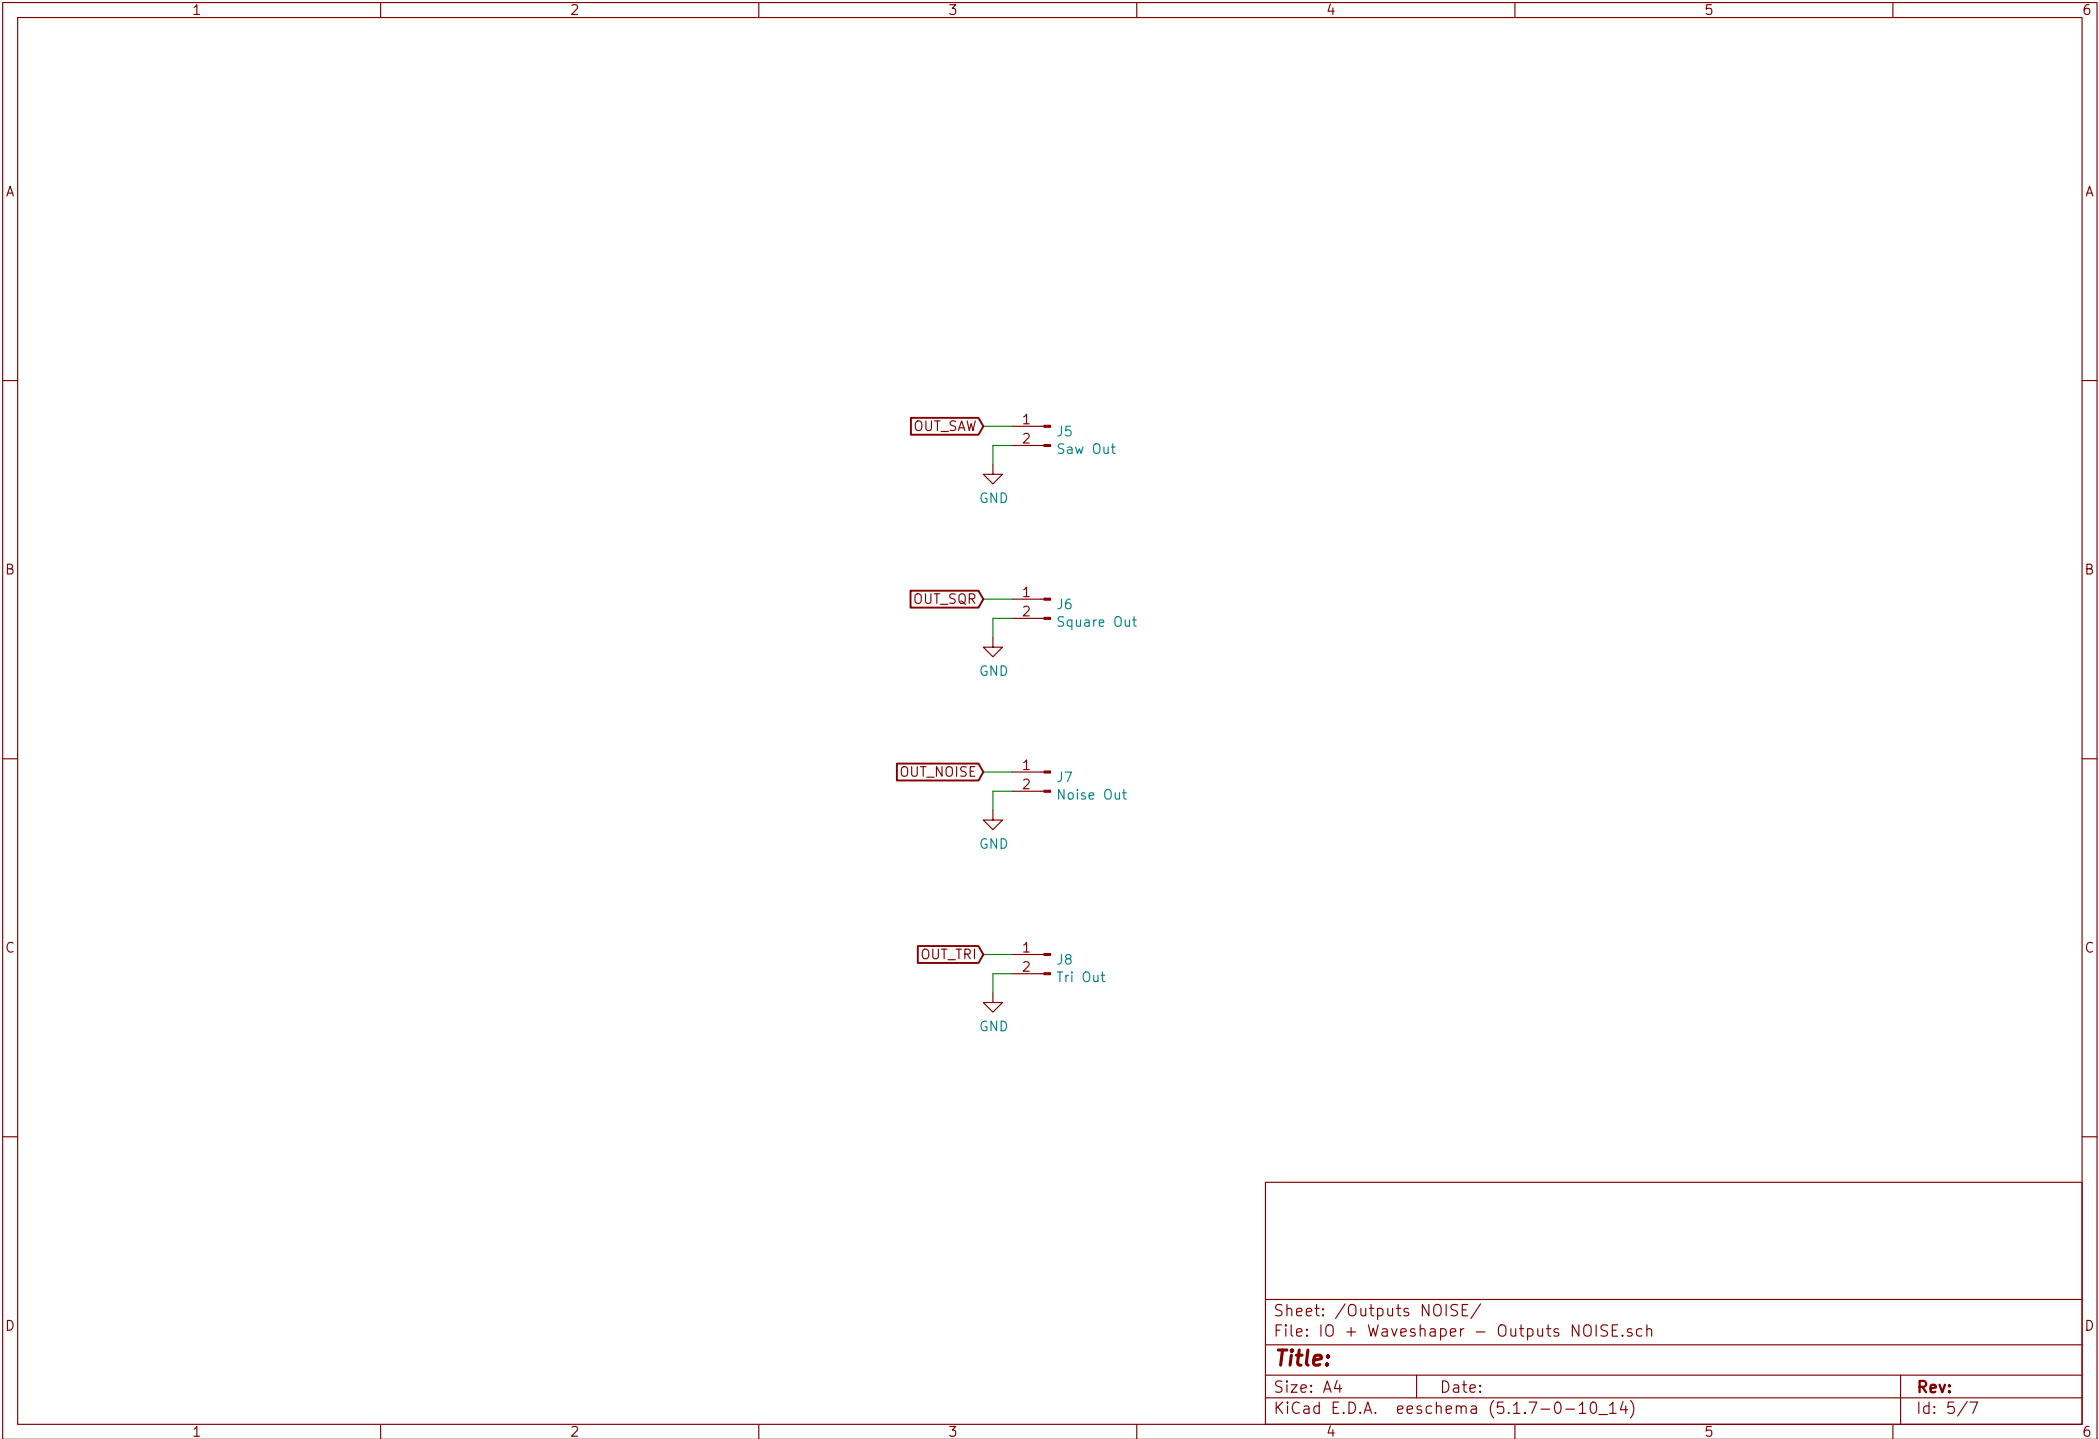 1 2 3 4 5 6
A A
OUT_SAW 1 J5
2 Saw Out
GND
B B
OUT_SQR 1 J6
2 Square Out
GND
OUT_NOISE 1 J7
2 Noise Out
GND
C C
OUT_TRI 1 J8
2 Tri Out
GND
Sheet: /Outputs NOISE/
D D
File: IO + Waveshaper - Outputs NOISE.sch
Title:
Size: A4 Date: Rev:
KiCad E.D.A. eeschema (5.1.7-0-10_14) Id: 5/7
1 2 3 4 5 6